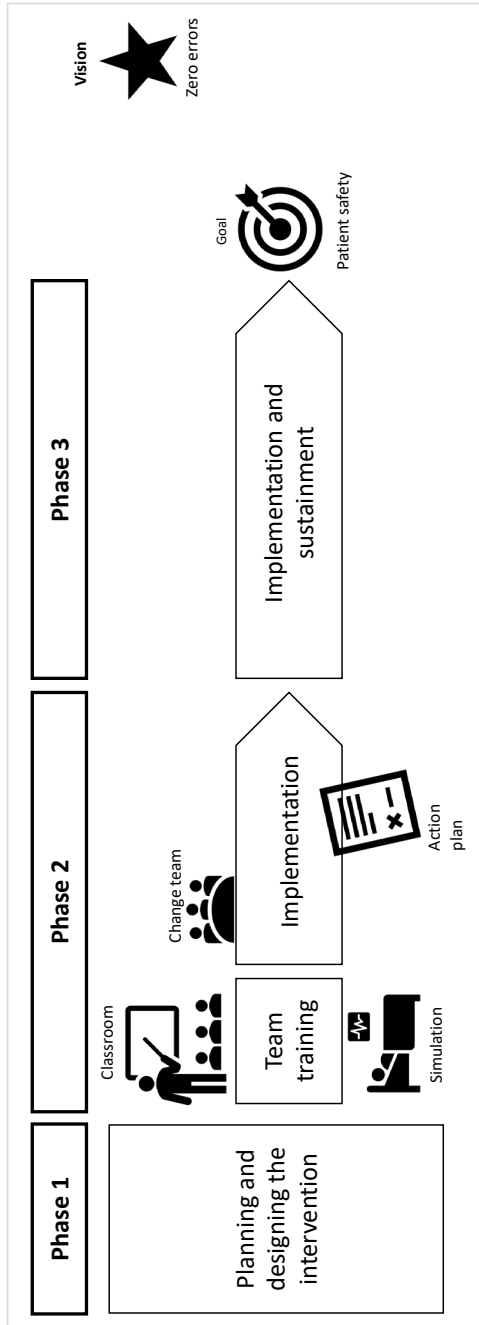 Phase 1
Phase 2
Phase 3
Vision
Zero errors
Planning and
designing the
intervention
Classroom
Team
training
Simulation
Change team
Implementation
Action
plan
Implementation and
sustainment
Goal
Patient safety